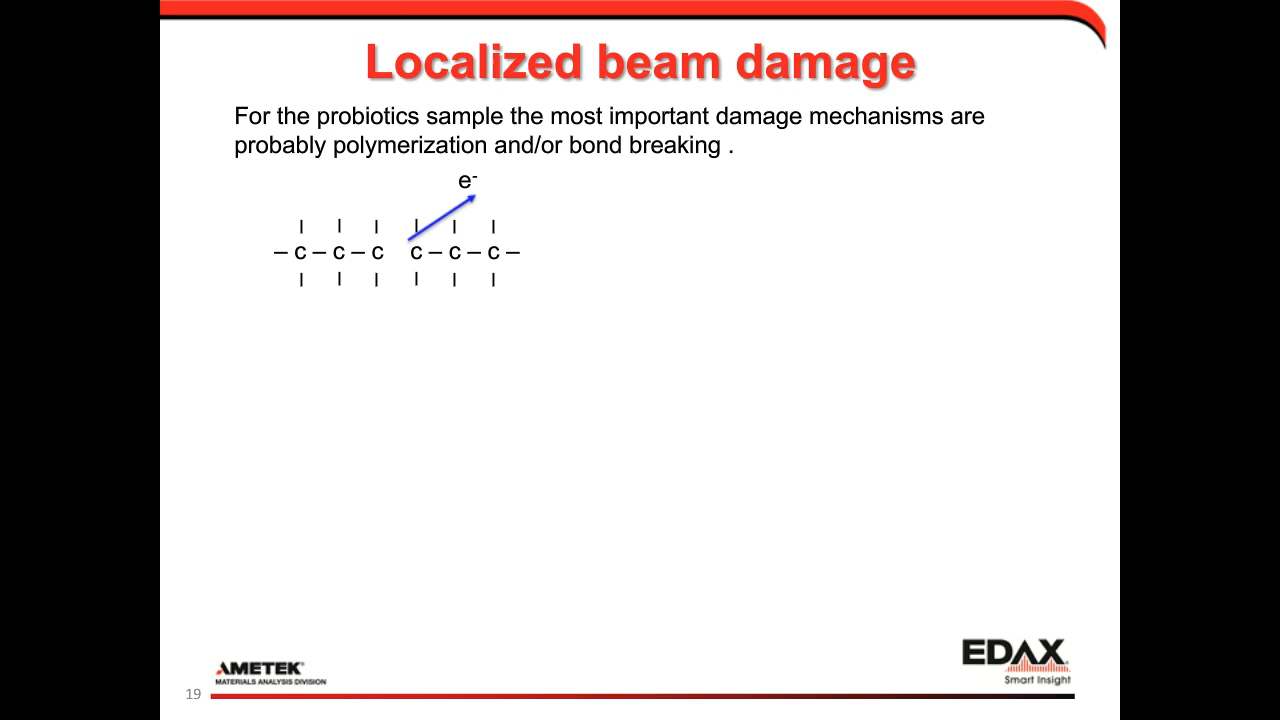 Localized beam damage
For the probiotics sample the most important damage mechanisms are
probably polymerization and/or bond breaking .
e-
– c – c – c c – c – c –
AMETEK®
MATERIALS ANALYSIS DIVISION
EDAX
Smart Insight
19